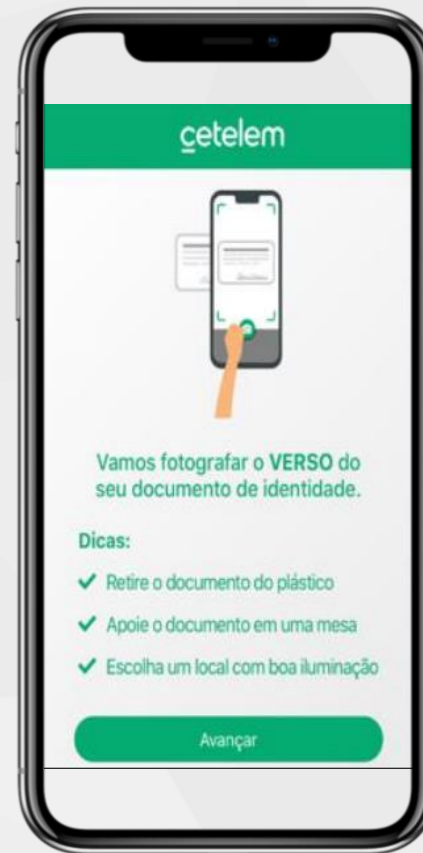 cetelem
Vamos fotografar o VERSO do
seu documento de identidade.
Dicas:
✔ Retire o documento do plástico
✔ Apoie o documento em uma mesa
✔ Escolha um local com boa iluminação
Avançar